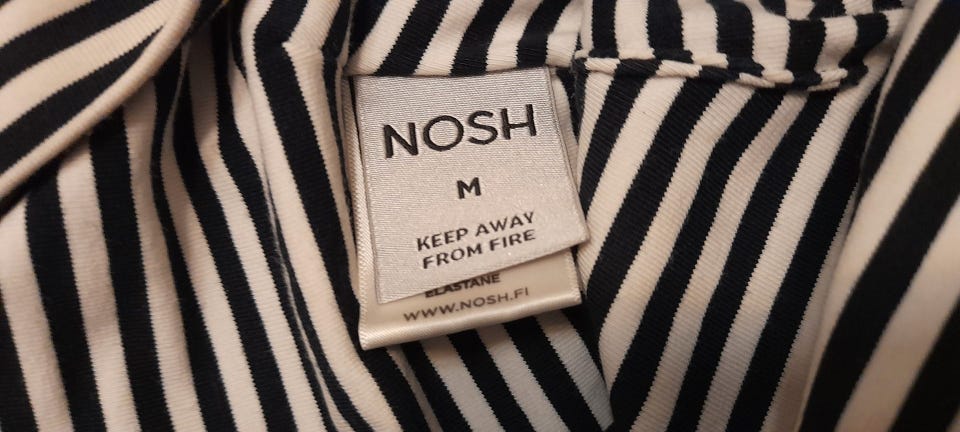 NOSH
M
KEEP AWAY
FROM FIRE
ELASTANE
WWW.NOSH.FI